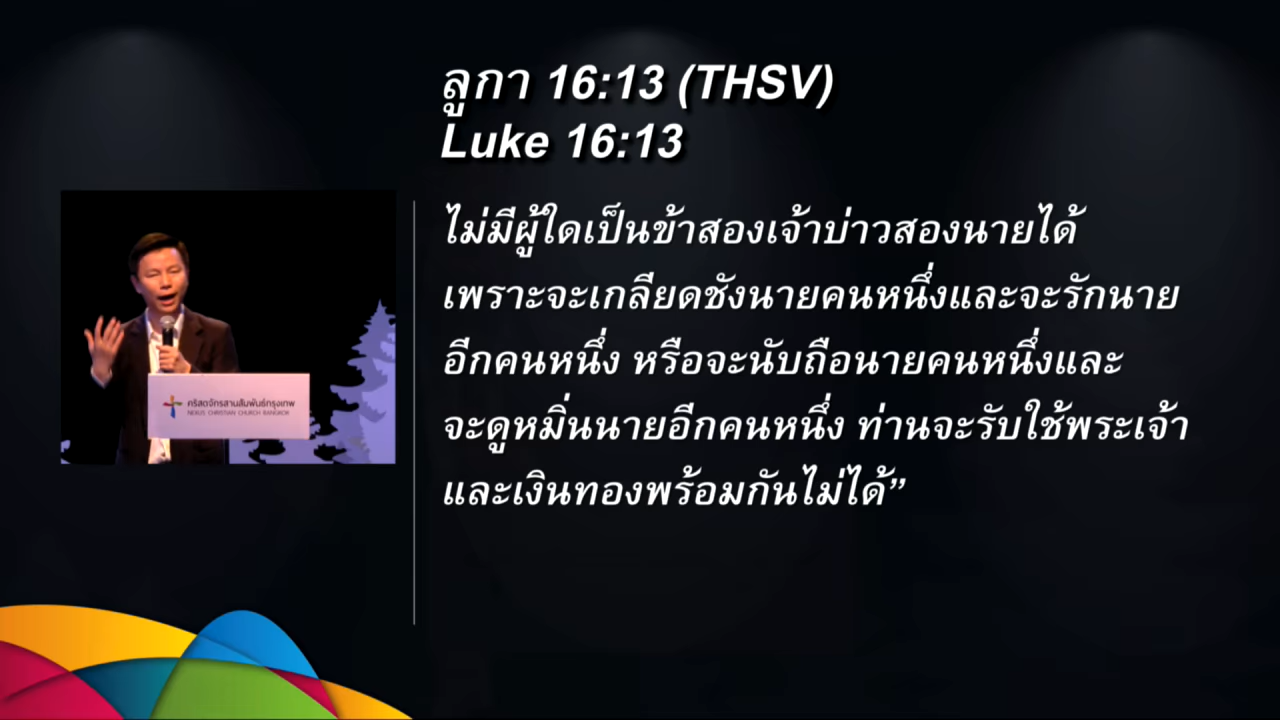 ลูกา 16:13 (THSV)
Luke 16:13
ไม่มีผู้ใดเป็นข้าสองเจ้าบ่าวสองนายได้
เพราะจะเกลียดชังนายคนหนึ่งและจะรักนาย
อีกคนหนึ่ง หรือจะนับถือนายคนหนึ่งและ
จะดูหมิ่นนายอีกคนหนึ่ง ท่านจะรับใช้พระเจ้า
และเงินทองพร้อมกันไม่ได้”
คริสตจักรสานสัมพันธ์กรุงเทพ
NEXUS CHRISTIAN CHURCH BANGKOK